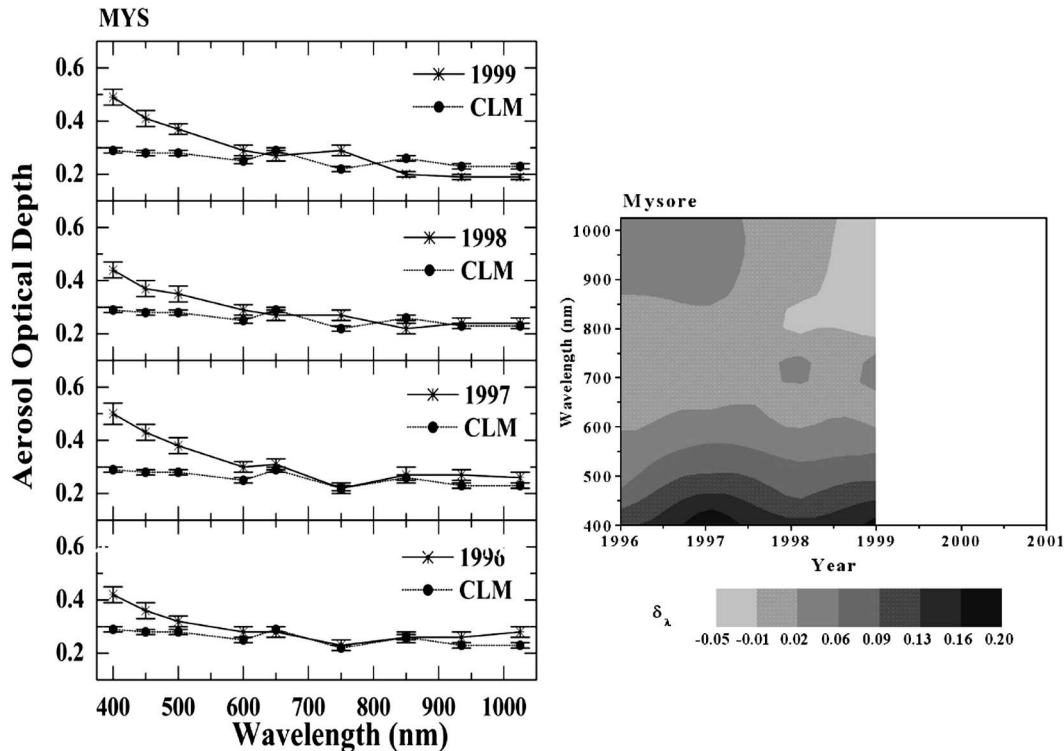 MYS
Aerosol Optical Depth
0.6
0.4
0.2
1999
CLM
0.6
0.4
0.2
1998
CLM
0.6
0.4
0.2
1997
CLM
0.6
0.4
0.2
1996
CLM
400 500 600 700 800 900 1000
Wavelength (nm)
Mysore
Wavelength (nm)
1000
900
800
700
600
500
400
1996 1997 1998 1999 2000 2001
Year
δλ
-0.05 -0.01 0.02 0.06 0.09 0.13 0.16 0.20